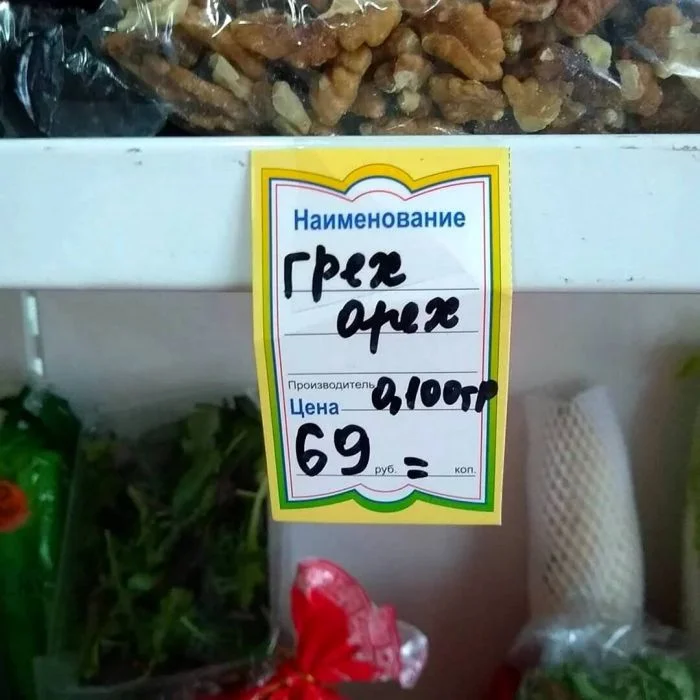 Наименование
грех
орех
Производитель 0,100гр
Цена
69 руб. = коп.